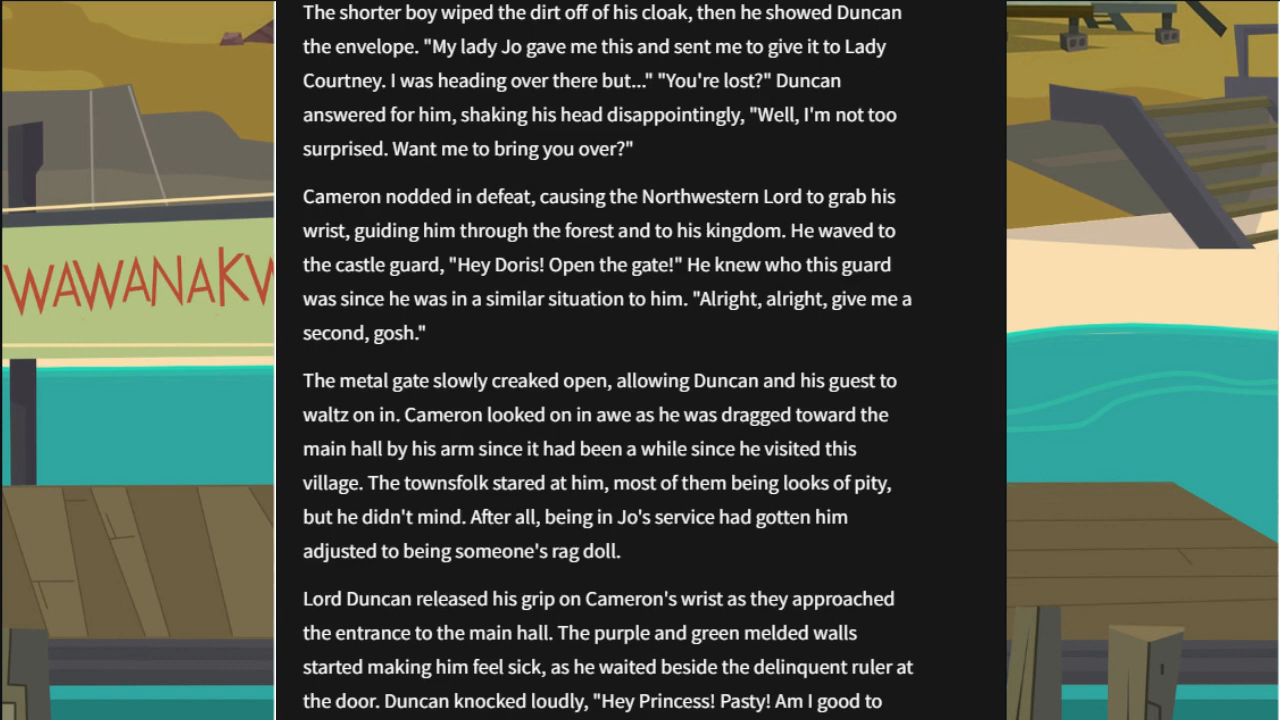 The shorter boy wiped the dirt off of his cloak, then he showed Duncan
the envelope. "My lady Jo gave me this and sent me to give it to Lady
Courtney. I was heading over there but..." "You're lost?" Duncan
answered for him, shaking his head disappointingly, "Well, I'm not too
surprised. Want me to bring you over?"
Cameron nodded in defeat, causing the Northwestern Lord to grab his
wrist, guiding him through the forest and to his kingdom. He waved to
the castle guard, "Hey Doris! Open the gate!" He knew who this guard
was since he was in a similar situation to him. "Alright, alright, give me a
second, gosh."
The metal gate slowly creaked open, allowing Duncan and his guest to
waltz on in. Cameron looked on in awe as he was dragged toward the
main hall by his arm since it had been a while since he visited this
village. The townsfolk stared at him, most of them being looks of pity,
but he didn't mind. After all, being in Jo's service had gotten him
adjusted to being someone's rag doll.
Lord Duncan released his grip on Cameron's wrist as they approached
the entrance to the main hall. The purple and green melded walls
started making him feel sick, as he waited beside the delinquent ruler at
the door. Duncan knocked loudly, "Hey Princess! Pasty! Am I good to